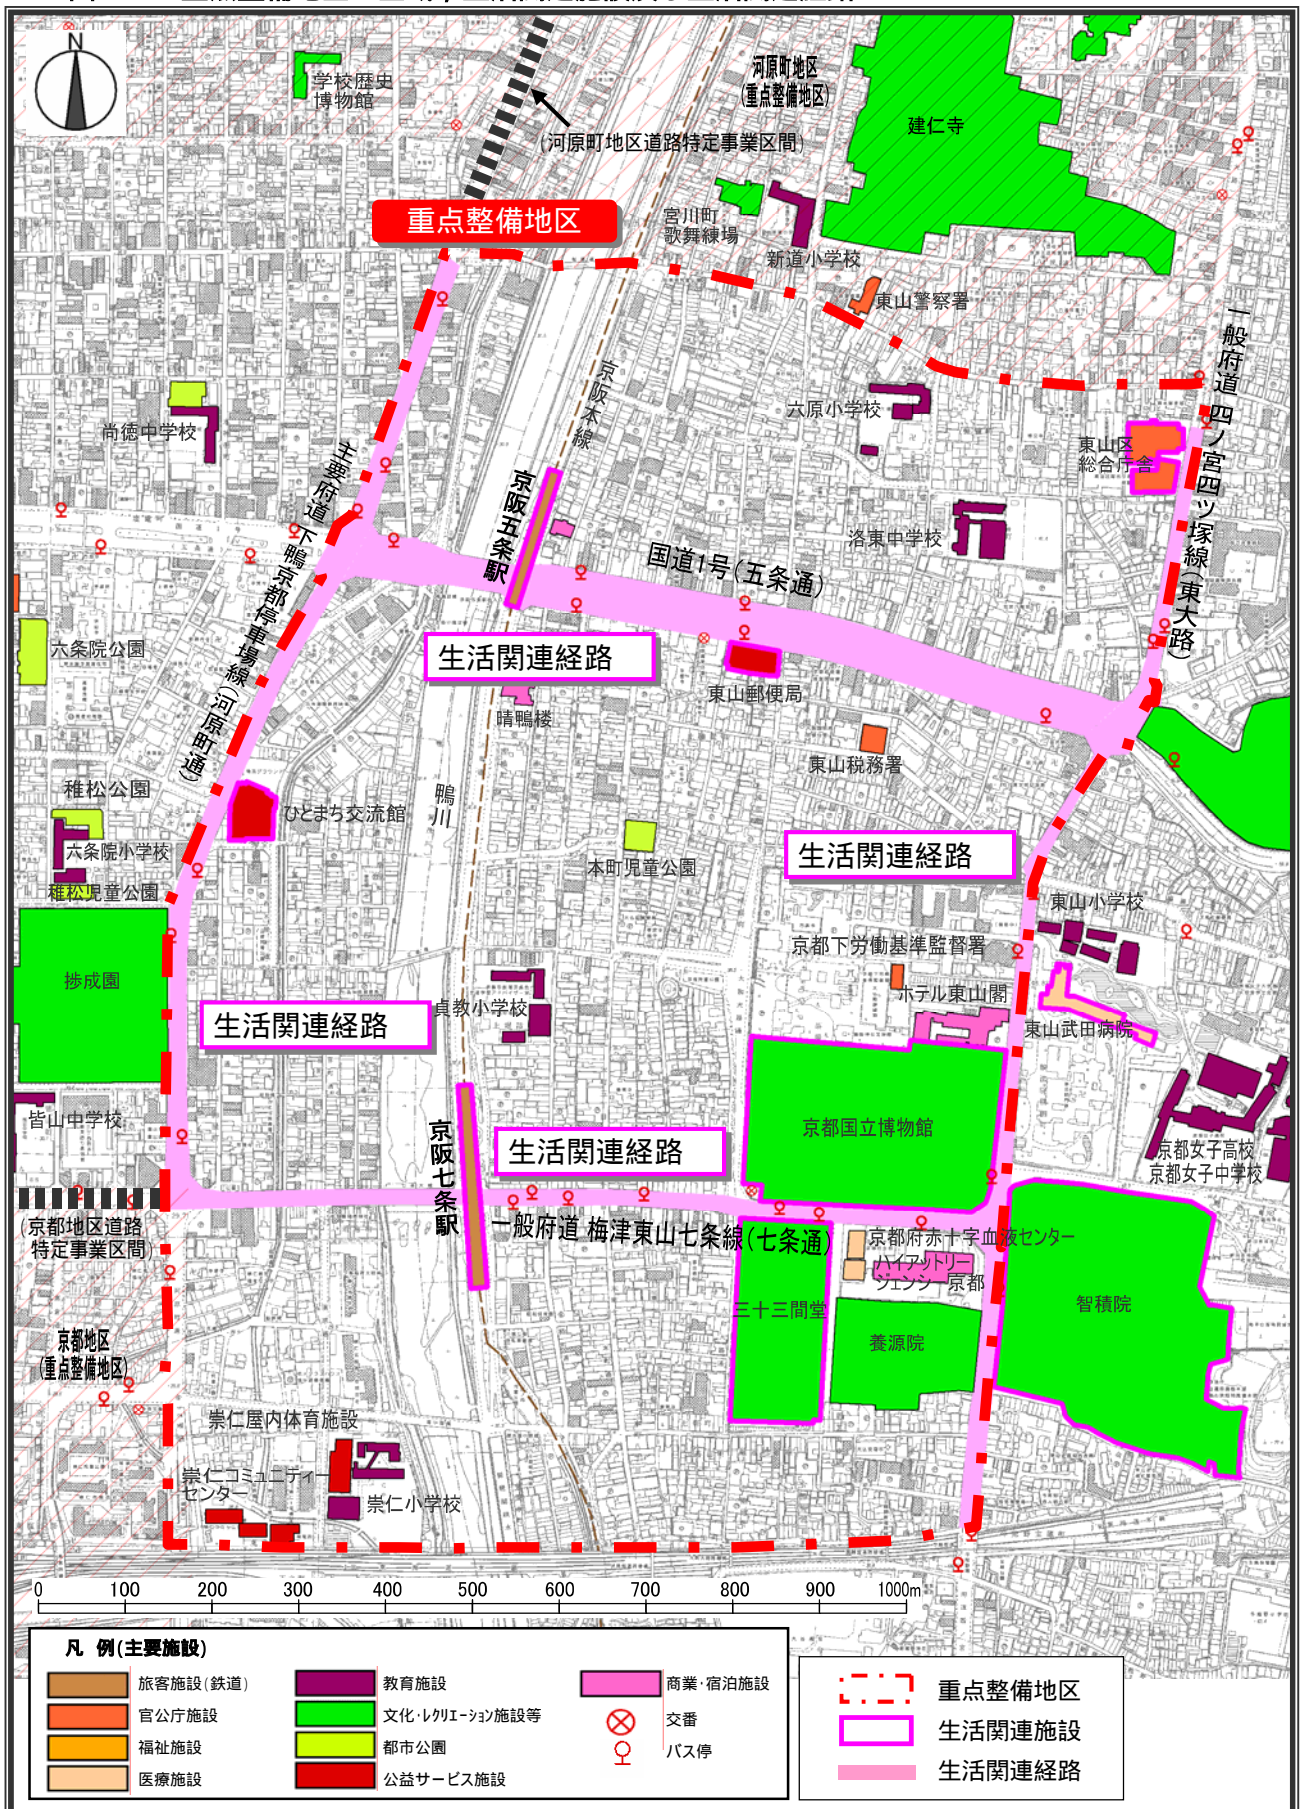 N
学校歴史
博物館
河原町地区
(重点整備地区)
建仁寺
(河原町地区道路特定事業区間)
重点整備地区
宮川町
歌舞練場
新道小学校
東山警察署
一般府道 四ノ宮四ツ塚線(東大路)
京阪本線
六原小学校
尚徳中学校
東山区
総合庁舎
主要府道 下鴨京都停車場線(河原町通)
京阪五条駅
洛東中学校
国道1号(五条通)
六条院公園
生活関連経路
東山郵便局
晴鴨楼
東山税務署
稚松公園
鴨川
ひとまち交流館
六条院小学校
生活関連経路
本町児童公園
稚松児童公園
東山小学校
京都下労働基準監督署
渉成園
ホテル東山閣
貞教小学校
生活関連経路
東山武田病院
皆山中学校
京都国立博物館
京阪七条駅
生活関連経路
京都女子高校
京都女子中学校
(京都地区道路
特定事業区間)
一般府道 梅津東山七条線(七条通)
京都府赤十字血液センター
ハイアットリー
ジェンシー京都
三十三間堂
智積院
京都地区
(重点整備地区)
養源院
崇仁屋内体育施設
崇仁コミュニティー
センター
崇仁小学校
0 100 200 300 400 500 600 700 800 900 1000m
凡 例(主要施設)
旅客施設(鉄道)
官公庁施設
福祉施設
医療施設
教育施設
文化・レクリエーション施設等
都市公園
公益サービス施設
商業・宿泊施設
交番
バス停
重点整備地区
生活関連施設
生活関連経路